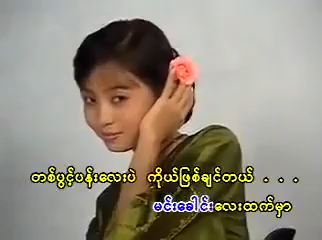 တစ်ပွင့်ပန်းလေးပဲ ကိုယ်ဖြစ်ချင်တယ် . . .
မင်းခေါင်းလေးထက်မှာ